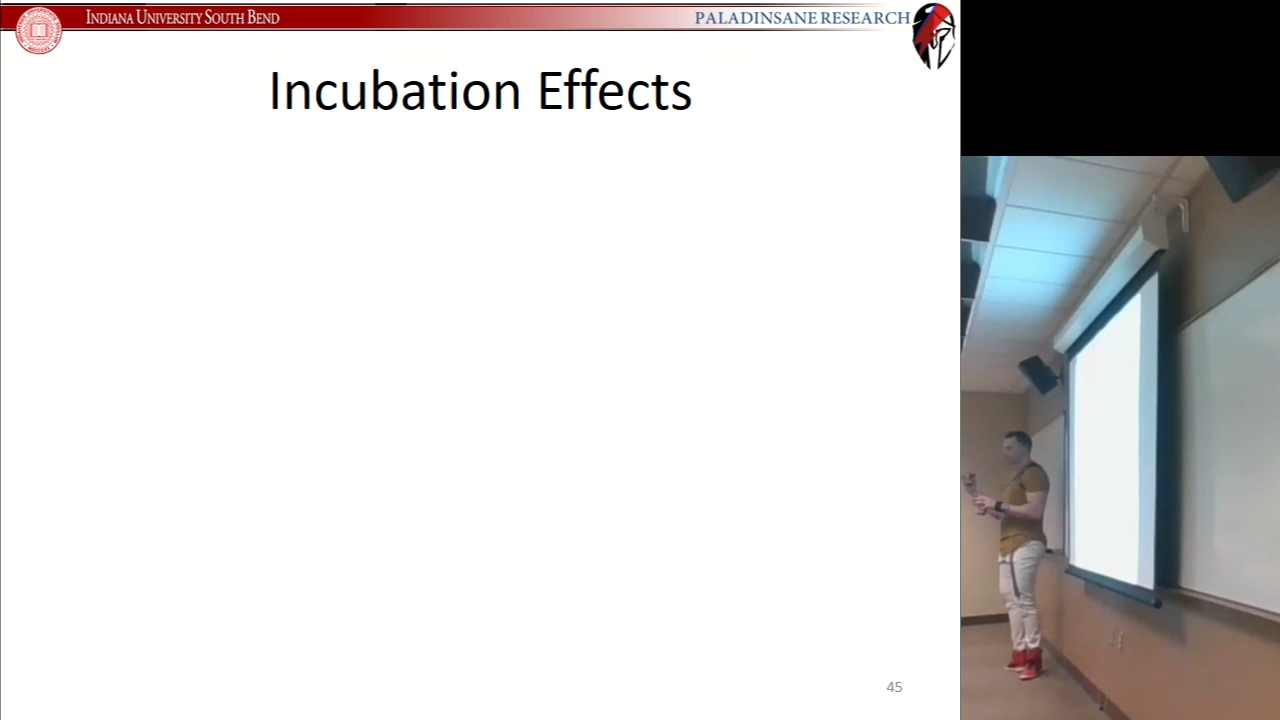 INDIANA UNIVERSITY SOUTH BEND
PALADINSANE RESEARCH
Incubation Effects
45